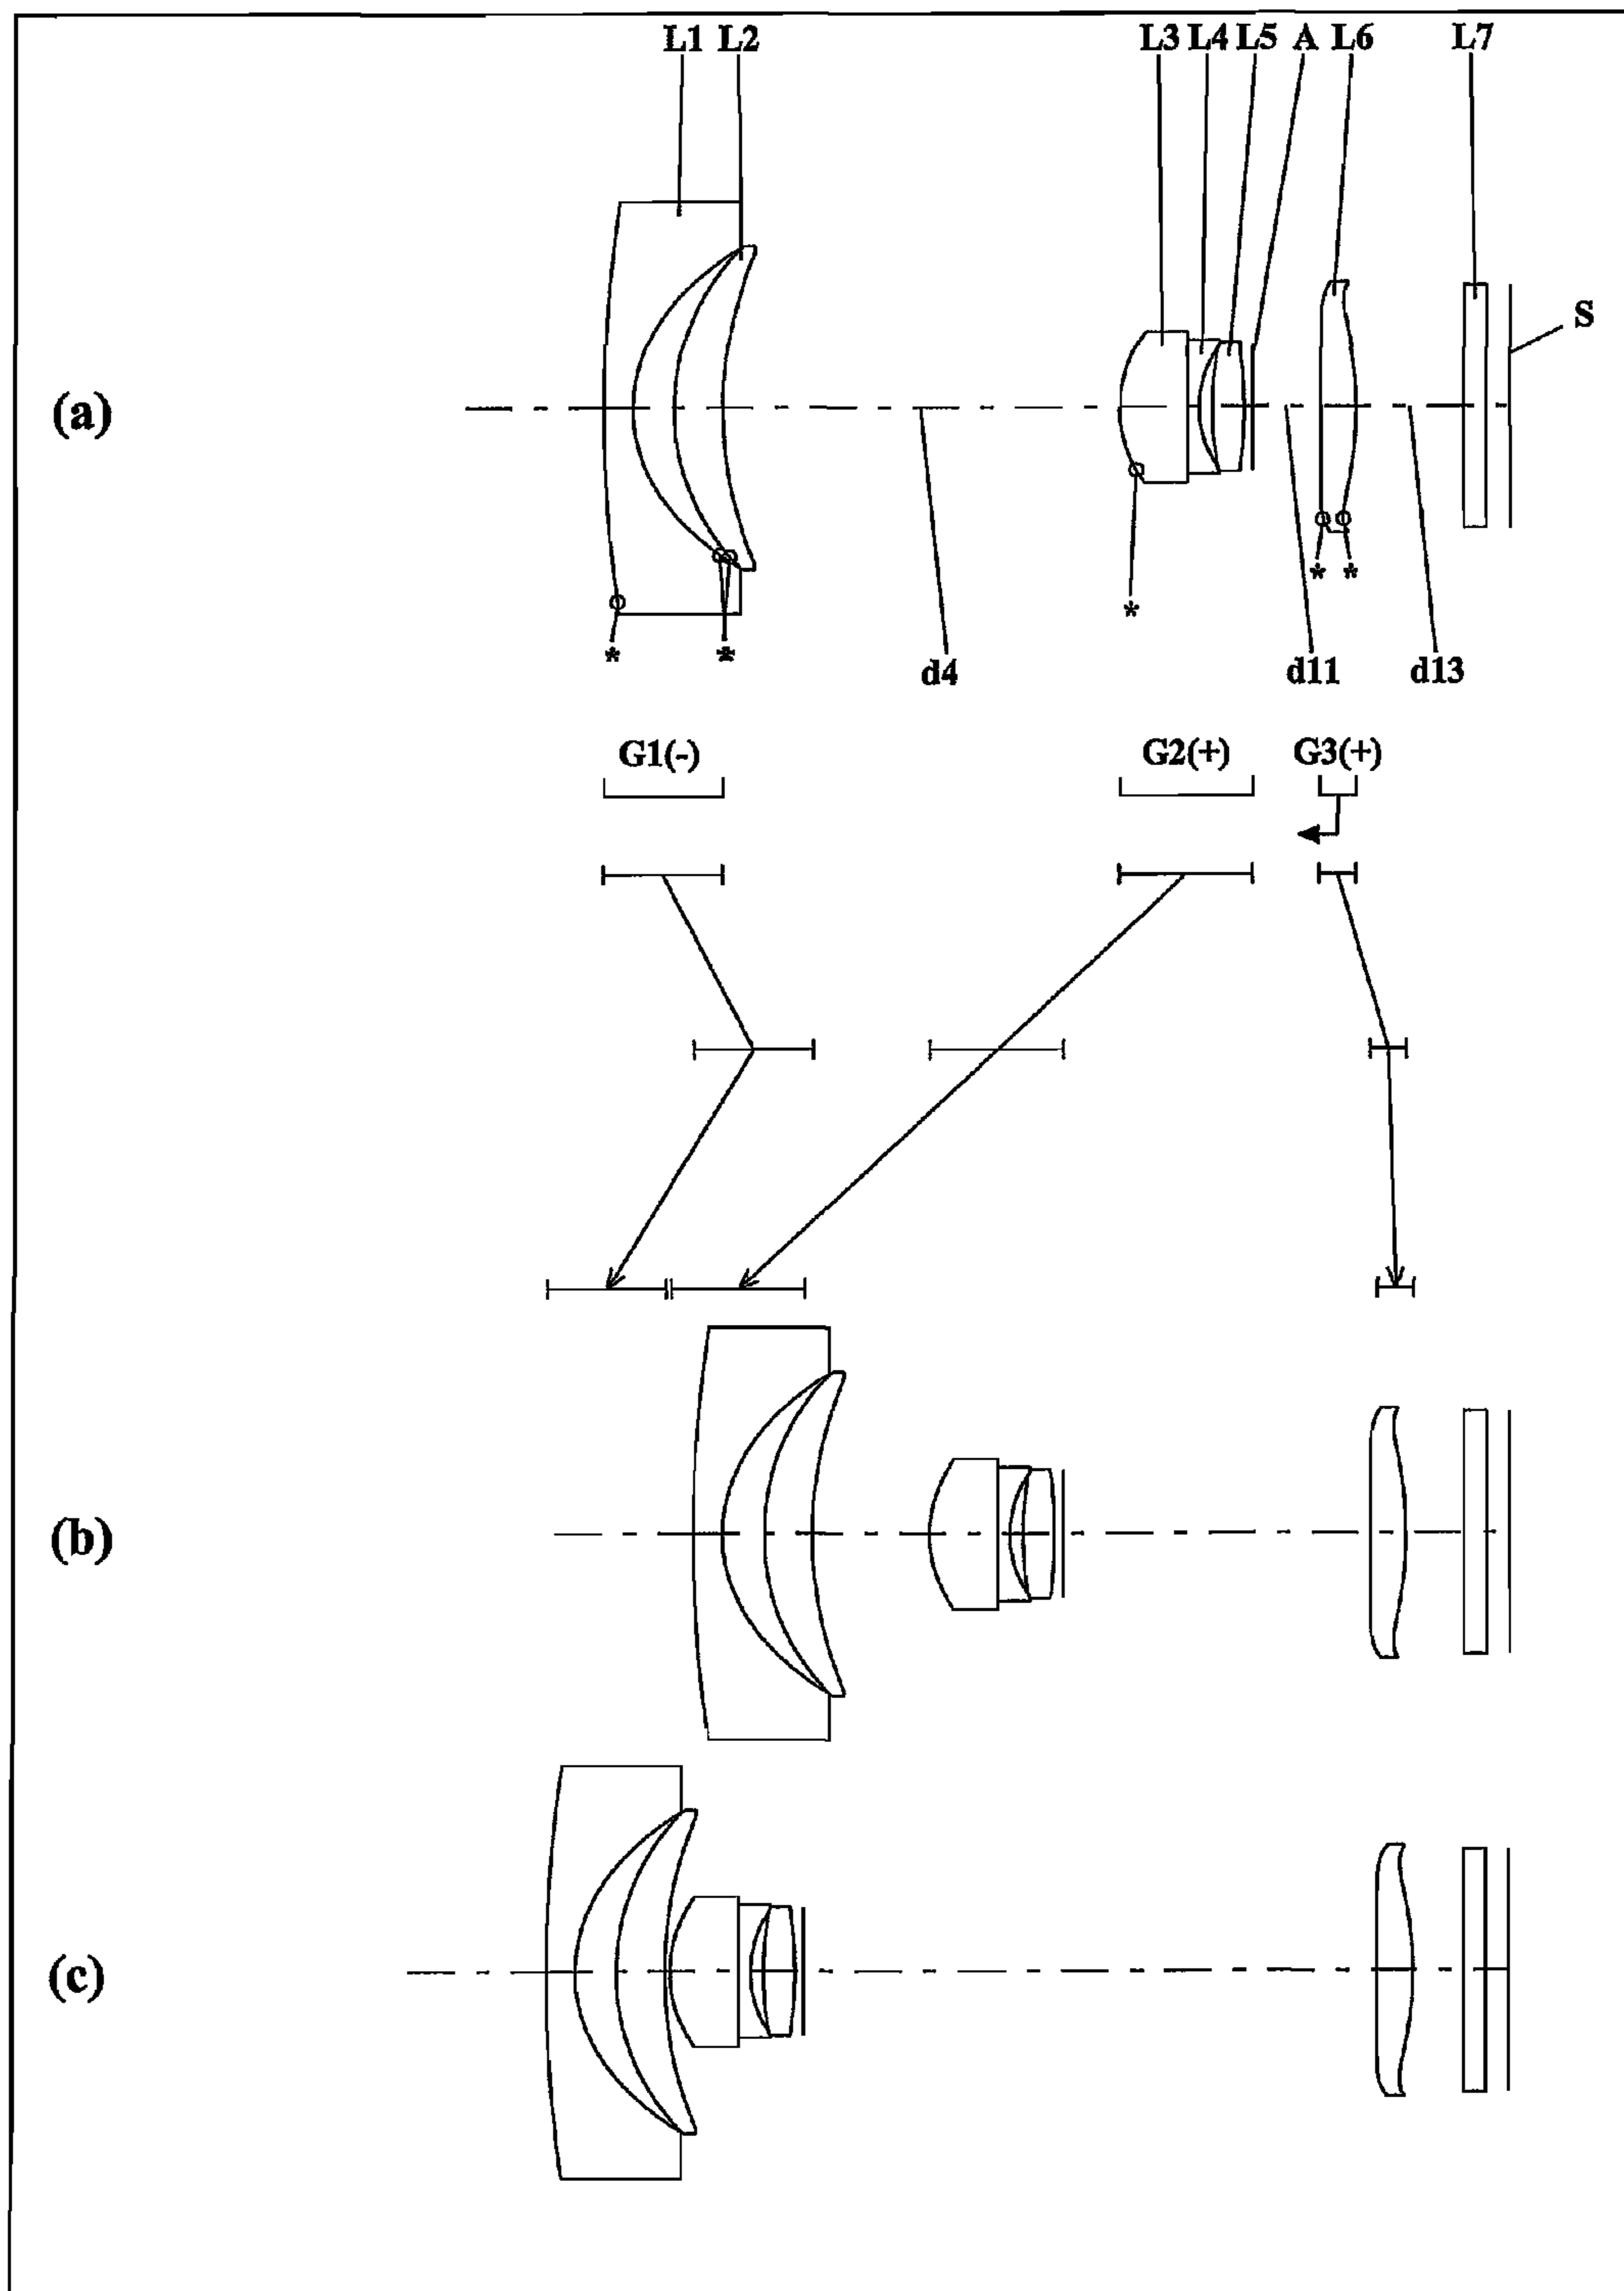 L1 L2 L3 L4 L5 A L6 L7
S
(a)
* * * * *
d4 d11 d13
G1(-) G2(+) G3(+)
(b)
(c)